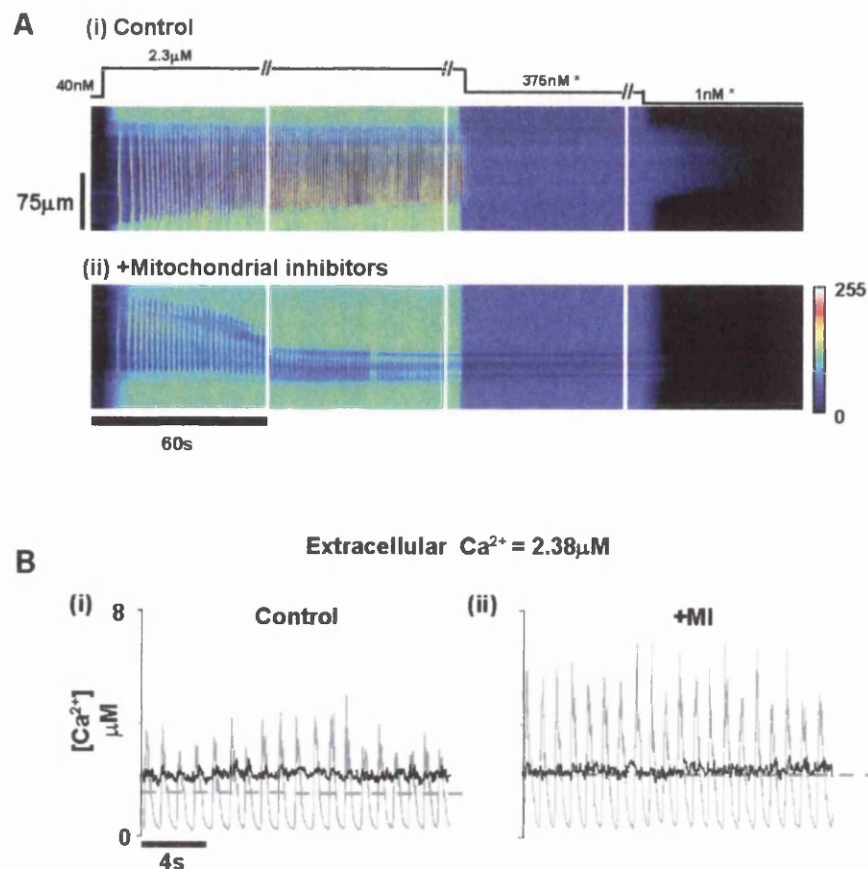 A
(i) Control
2.3μM
40nM
375nM *
1nM *
75μm
(ii) +Mitochondrial inhibitors
255
0
60s
Extracellular Ca²⁺ = 2.38μM
B
(i)
Control
(ii)
+MI
8
[Ca²⁺]
μM
0
4s